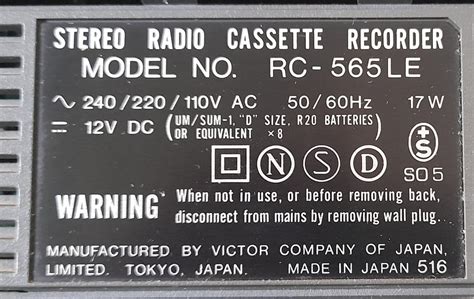 STEREO RADIO CASSETTE RECORDER
MODEL NO. RC-565LE
∿ 240/220/110V AC 50/60Hz 17W
⎓ 12V DC (UM/SUM-1, "D" SIZE, R20 BATTERIES)
OR EQUIVALENT ×8
N S D
S
SO5
WARNING When not in use, or before removing back,
disconnect from mains by removing wall plug.
MANUFACTURED BY VICTOR COMPANY OF JAPAN,
LIMITED. TOKYO, JAPAN. MADE IN JAPAN 516